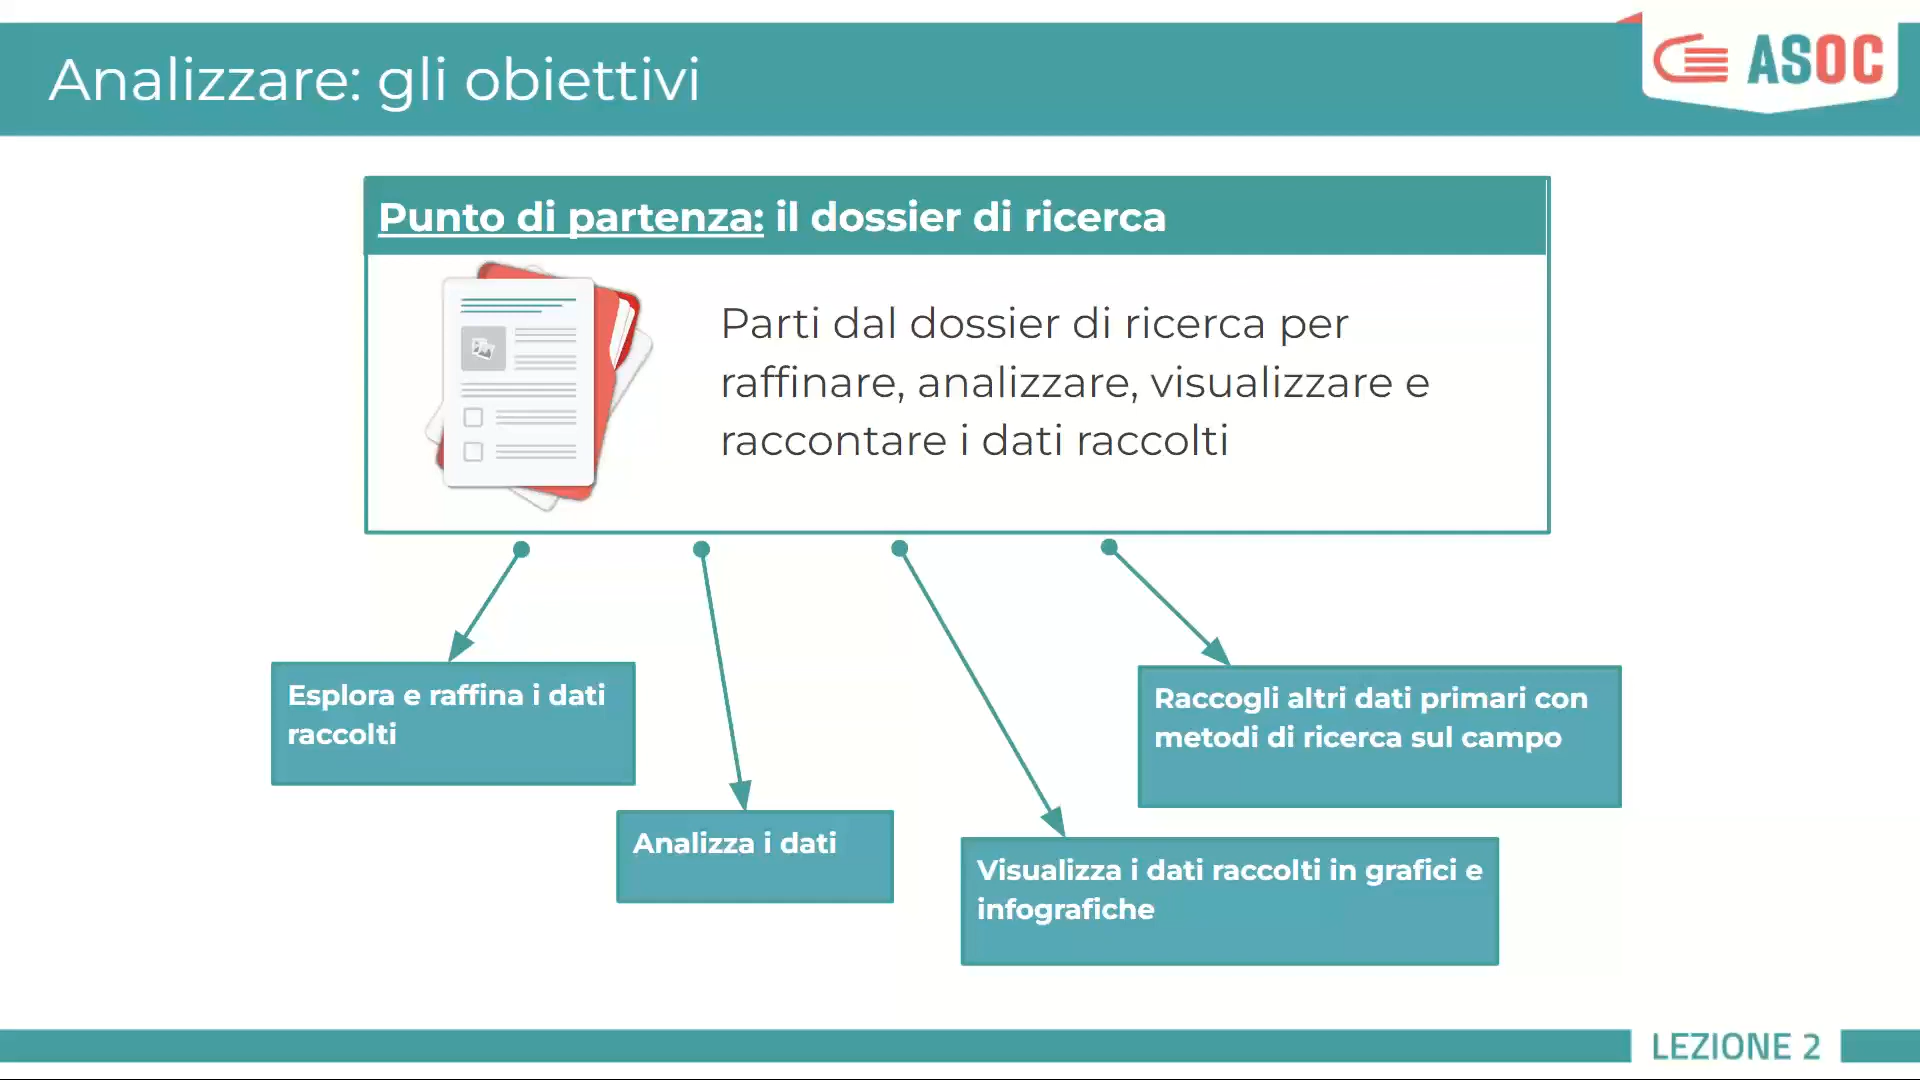 Analizzare: gli obiettivi
ASOC
Punto di partenza: il dossier di ricerca
Parti dal dossier di ricerca per
raffinare, analizzare, visualizzare e
raccontare i dati raccolti
Esplora e raffina i dati
raccolti
Analizza i dati
Visualizza i dati raccolti in grafici e
infografiche
Raccogli altri dati primari con
metodi di ricerca sul campo
LEZIONE 2